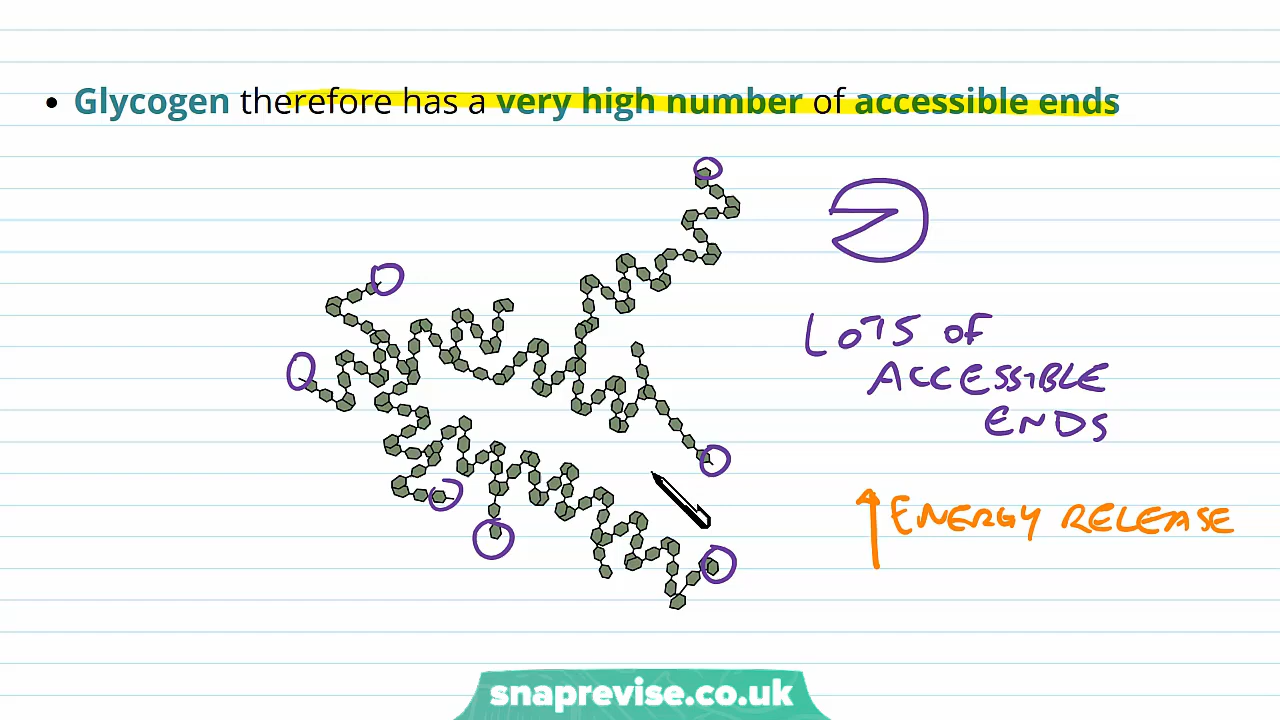 • Glycogen therefore has a very high number of accessible ends
LOTS OF
ACCESSIBLE
ENDS
↑ ENERGY RELEASE
snaprevise.co.uk